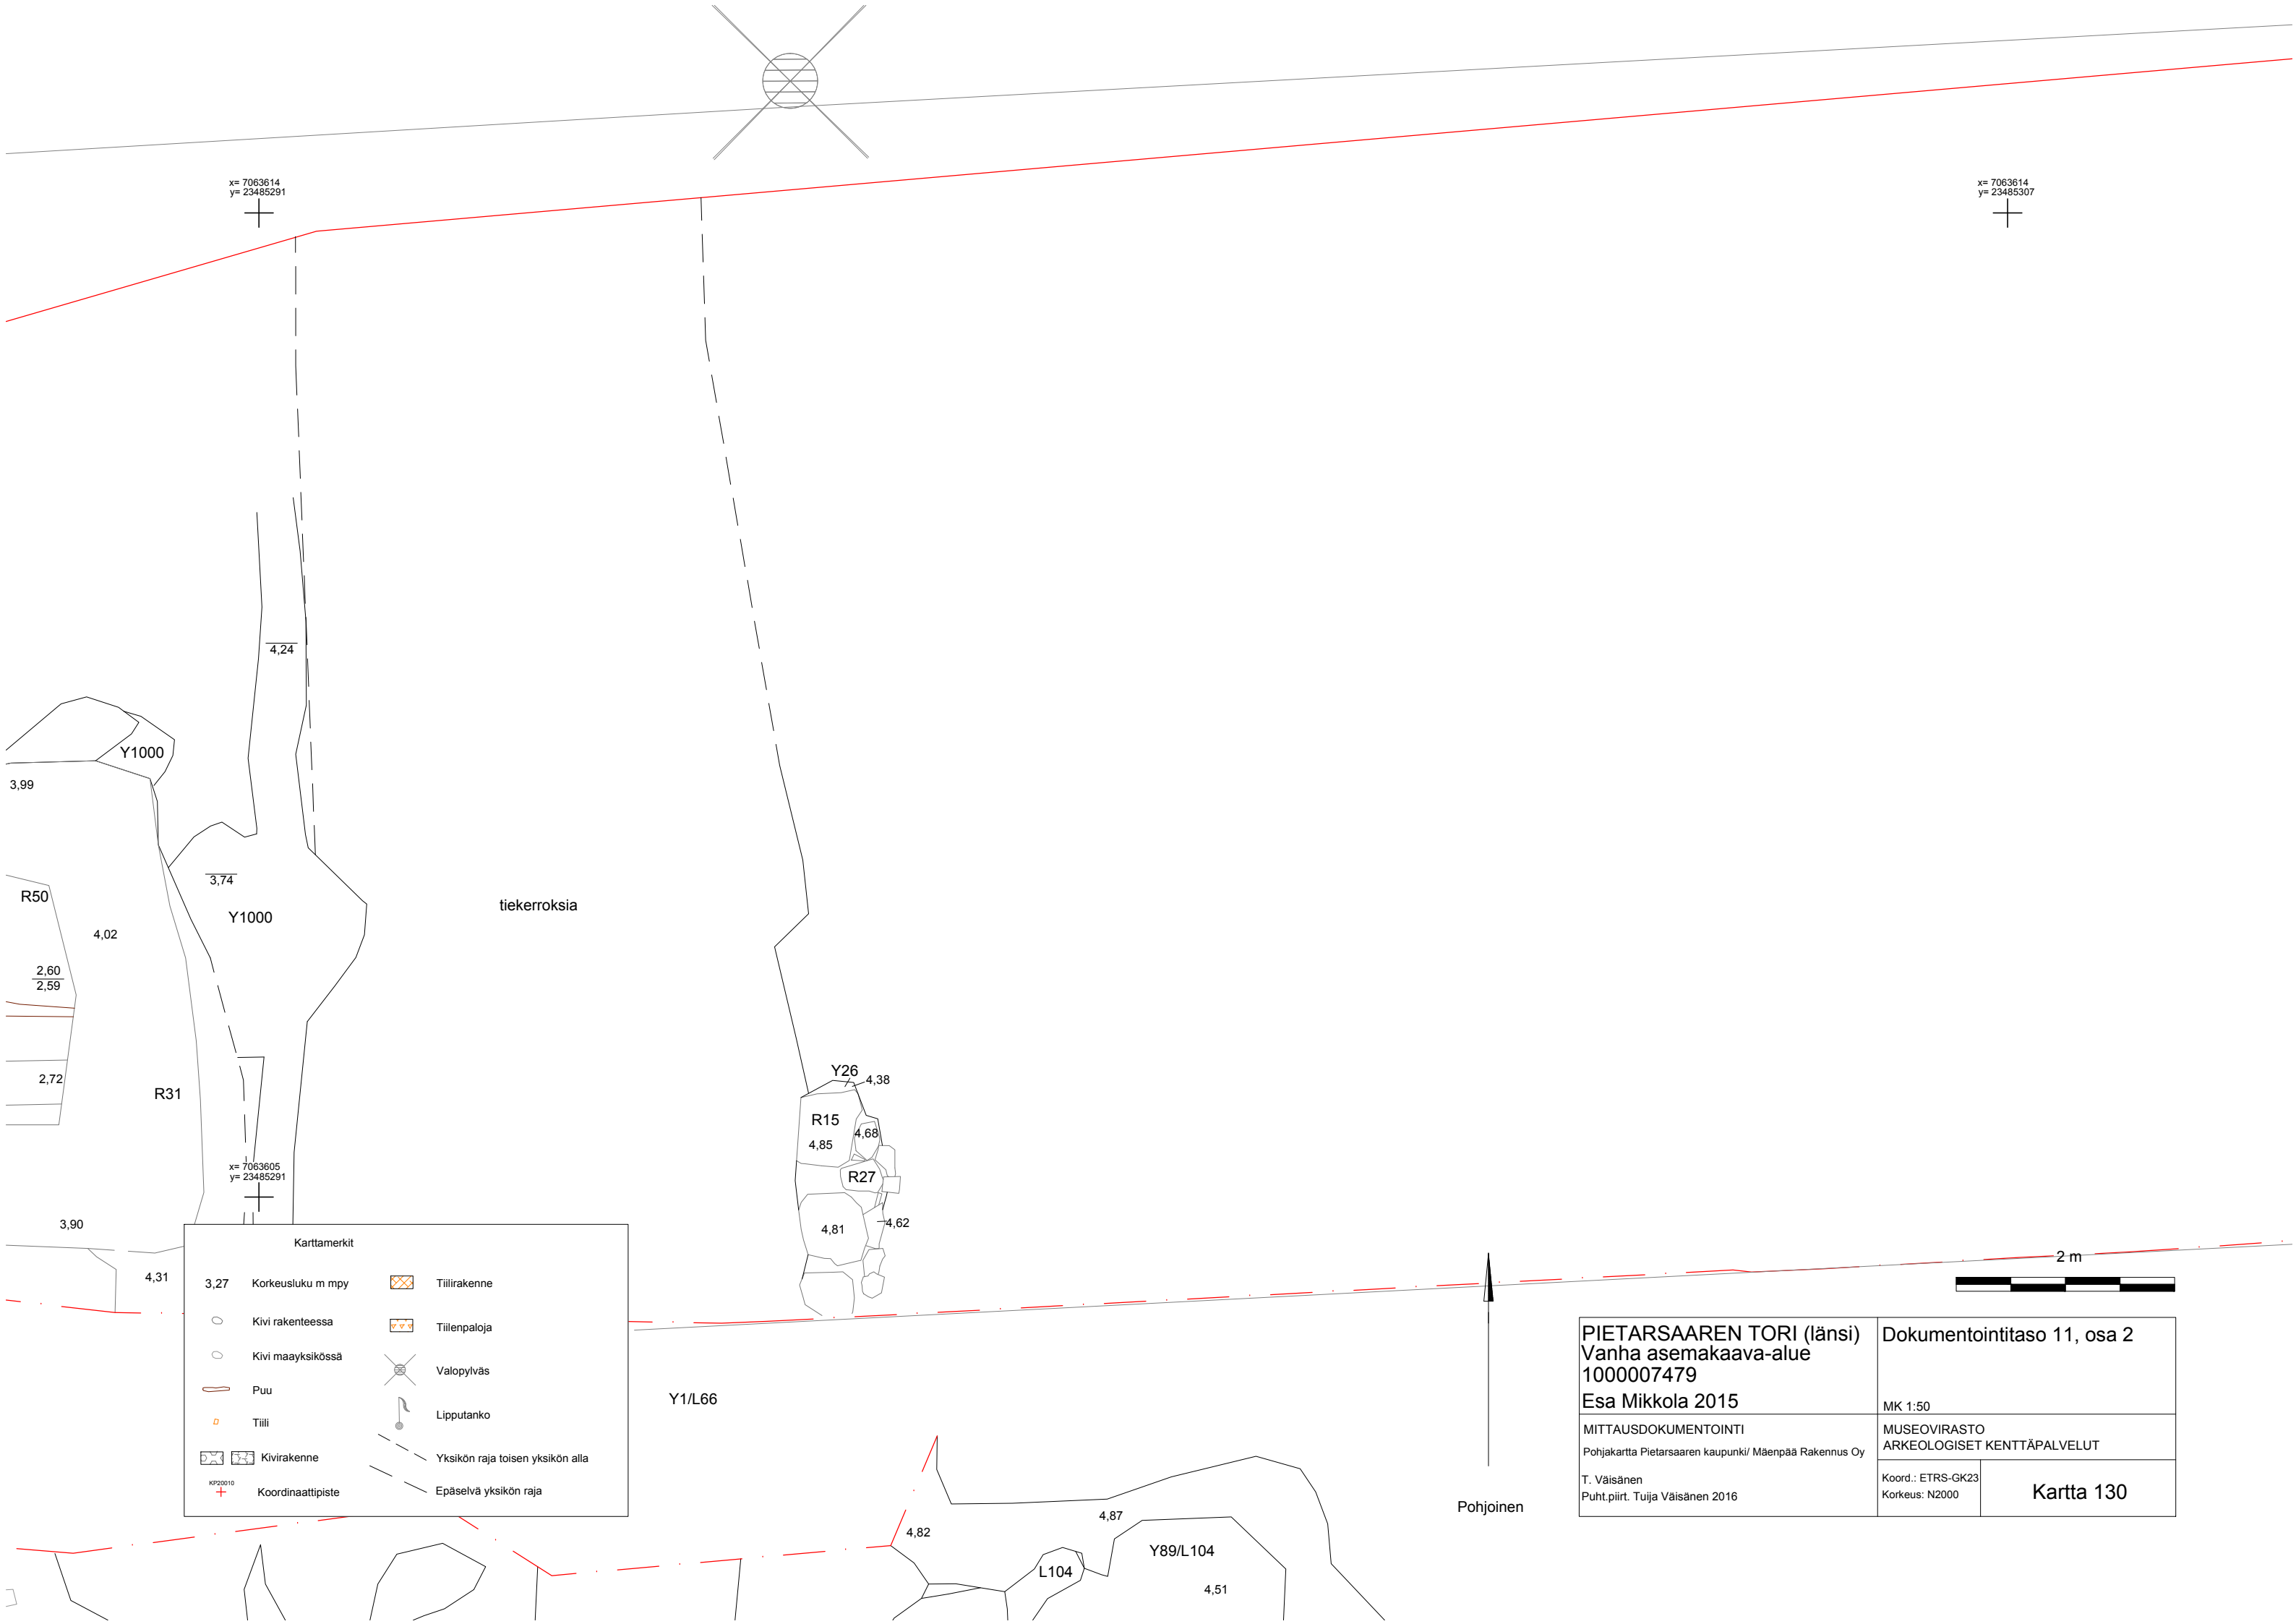 x= 7063614
y= 23485291
x= 7063614
y= 23485307
4,24
Y1000
3,99
3,74
R50
Y1000
tiekerroksia
4,02
2,60
2,59
2,72
R31
Y26
4,38
R15
4,85
4,68
x= 7063605
y= 23485291
R27
3,90
4,81
4,62
4,31
2 m
Karttamerkit
3,27 Korkeusluku m mpy
Tiilirakenne
Kivi rakenteessa
Tiilenpaloja
Kivi maayksikössä
Valopylväs
Puu
Lipputanko
Tiili
Kivirakenne
Yksikön raja toisen yksikön alla
KP20010
Koordinaattipiste
Epäselvä yksikön raja
Y1/L66
4,82
4,87
Y89/L104
L104
4,51
Pohjoinen
PIETARSAAREN TORI (länsi)
Vanha asemakaava-alue
1000007479
Esa Mikkola 2015
Dokumentointitaso 11, osa 2
MK 1:50
MITTAUSDOKUMENTOINTI
Pohjakartta Pietarsaaren kaupunki/ Mäenpää Rakennus Oy
T. Väisänen
Puht.piirt. Tuija Väisänen 2016
MUSEOVIRASTO
ARKEOLOGISET KENTTÄPALVELUT
Koord.: ETRS-GK23
Korkeus: N2000
Kartta 130